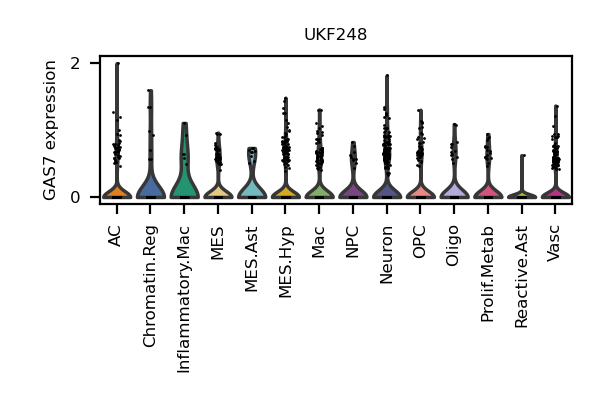 UKF248
GAS7 expression
2
0
AC
Chromatin.Reg
Inflammatory.Mac
MES
MES.Ast
MES.Hyp
Mac
NPC
Neuron
OPC
Oligo
Prolif.Metab
Reactive.Ast
Vasc